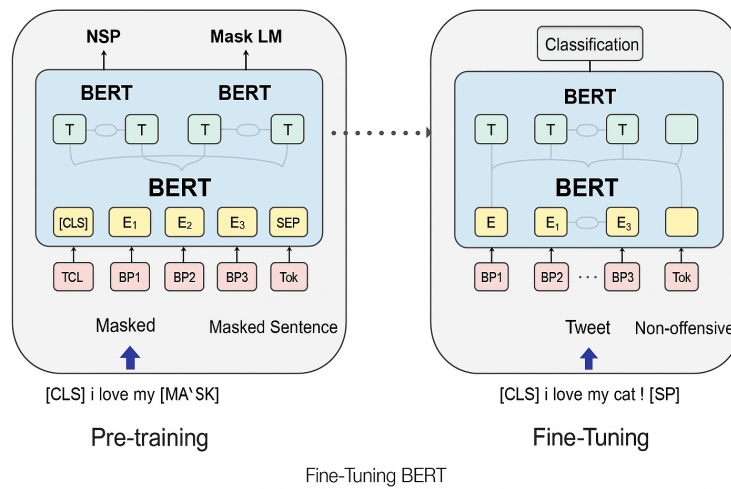 NSP
Mask LM
BERT
BERT
T
T
T
T
BERT
[CLS]
E1
E2
E3
SEP
TCL
BP1
BP2
BP3
Tok
Masked
Masked Sentence
[CLS] i love my [MA‵SK]
Pre-training
Classification
BERT
T
T
T
BERT
E
E1
E3
BP1
BP2
...
BP3
Tok
Tweet
Non-offensive
[CLS] i love my cat ! [SP]
Fine-Tuning
Fine-Tuning BERT